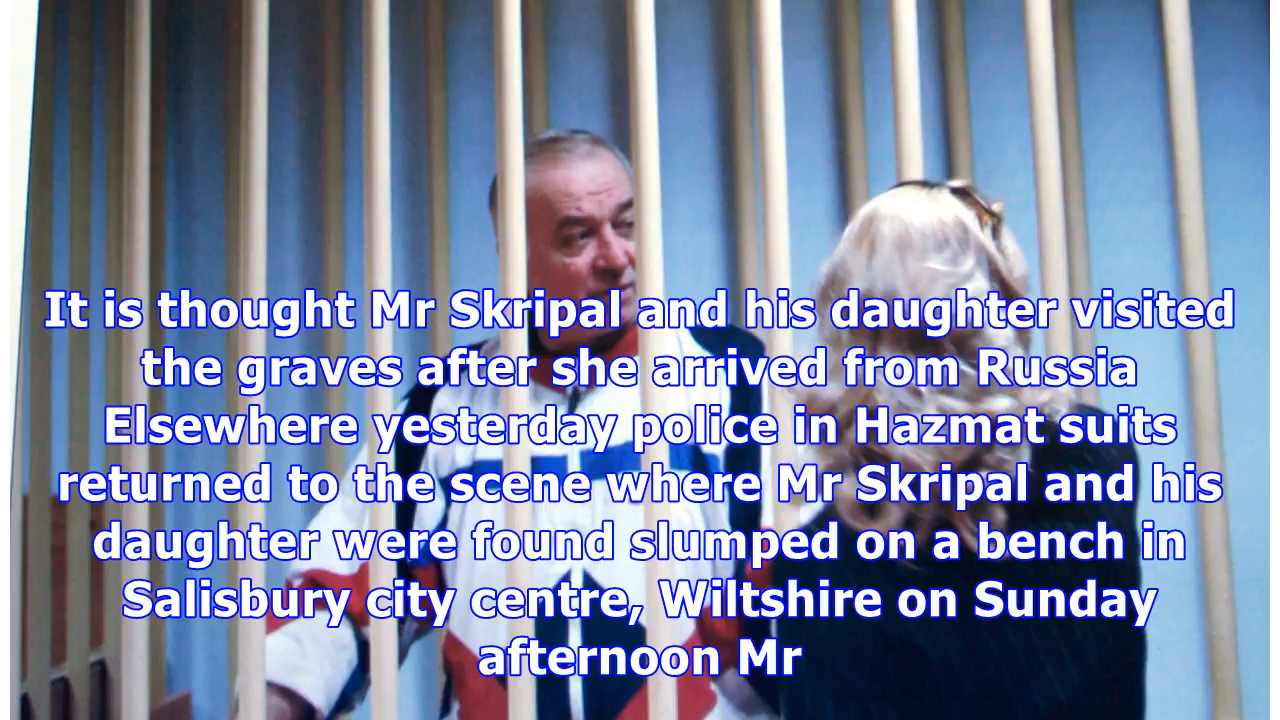 It is thought Mr Skripal and his daughter visited
the graves after she arrived from Russia
Elsewhere yesterday police in Hazmat suits
returned to the scene where Mr Skripal and his
daughter were found slumped on a bench in
Salisbury city centre, Wiltshire on Sunday
afternoon Mr